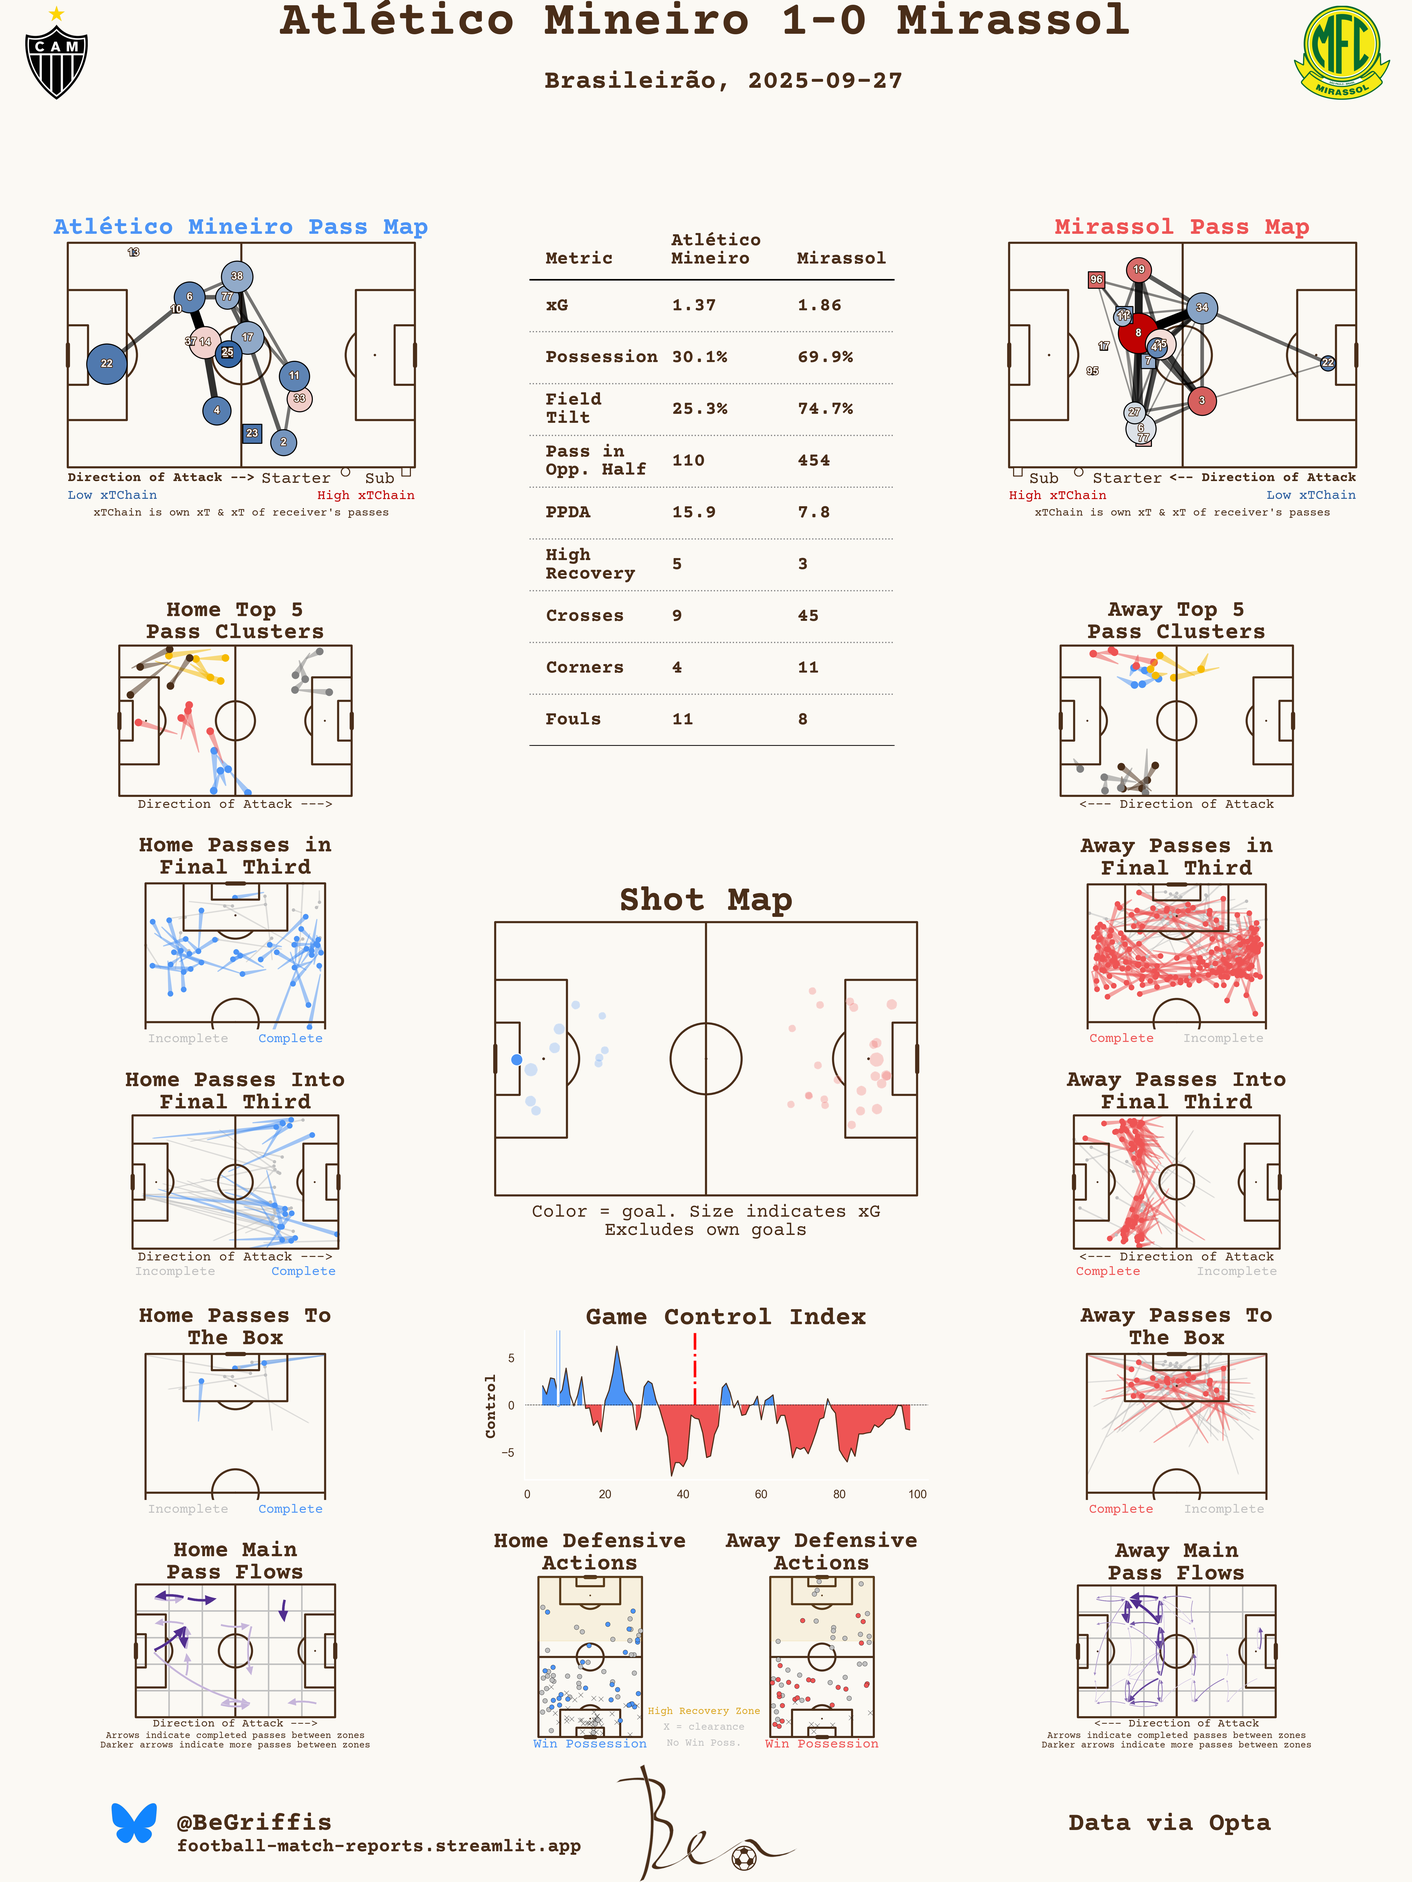 Atlético Mineiro 1-0 Mirassol
CAM
MFC
MIRASSOL
Brasileirão, 2025-09-27
Atlético Mineiro Pass Map
13
38
6
77
10
37
14
17
25
22
11
33
4
23
2
Direction of Attack --> Starter Sub
Low xTChain High xTChain
xTChain is own xT & xT of receiver's passes
Metric Atlético Mineiro Mirassol
xG 1.37 1.86
Possession 30.1% 69.9%
Field Tilt 25.3% 74.7%
Pass in Opp. Half 110 454
PPDA 15.9 7.8
High Recovery 5 3
Crosses 9 45
Corners 4 11
Fouls 11 8
Mirassol Pass Map
96
19
34
11
8
17
41
7
22
95
3
27
6
77
Sub Starter <-- Direction of Attack
High xTChain Low xTChain
xTChain is own xT & xT of receiver's passes
Home Top 5
Pass Clusters
Direction of Attack --->
Away Top 5
Pass Clusters
<--- Direction of Attack
Home Passes in
Final Third
Incomplete Complete
Away Passes in
Final Third
Complete Incomplete
Shot Map
Color = goal. Size indicates xG
Excludes own goals
Home Passes Into
Final Third
Direction of Attack --->
Incomplete Complete
Away Passes Into
Final Third
<--- Direction of Attack
Complete Incomplete
Home Passes To
The Box
Incomplete Complete
Game Control Index
Control
5
0
−5
0 20 40 60 80 100
Away Passes To
The Box
Complete Incomplete
Home Main
Pass Flows
Direction of Attack --->
Arrows indicate completed passes between zones
Darker arrows indicate more passes between zones
Home Defensive
Actions
Win Possession
High Recovery Zone
X = clearance
No Win Poss.
Away Defensive
Actions
Win Possession
Away Main
Pass Flows
<--- Direction of Attack
Arrows indicate completed passes between zones
Darker arrows indicate more passes between zones
@BeGriffis
football-match-reports.streamlit.app
Ben
Data via Opta